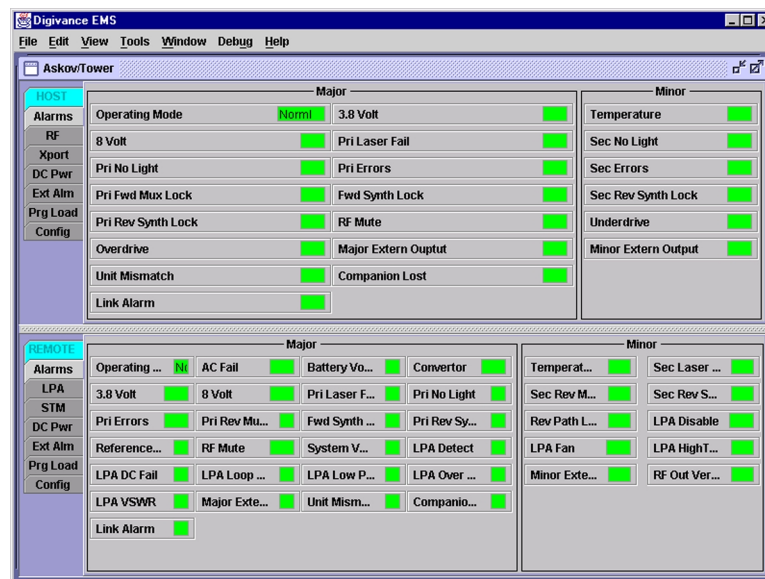 Digivance EMS
File Edit View Tools Window Debug Help
Askov/Tower
HOST
Alarms
RF
Xport
DC Pwr
Ext Alm
Prg Load
Config
Major
Operating Mode Norml 3.8 Volt
8 Volt Pri Laser Fail
Pri No Light Pri Errors
Pri Fwd Mux Lock Fwd Synth Lock
Pri Rev Synth Lock RF Mute
Overdrive Major Extern Ouptut
Unit Mismatch Companion Lost
Link Alarm
Minor
Temperature
Sec No Light
Sec Errors
Sec Rev Synth Lock
Underdrive
Minor Extern Output
REMOTE
Alarms
LPA
STM
DC Pwr
Ext Alm
Prg Load
Config
Major
Operating ... No AC Fail Battery Vo... Convertor
3.8 Volt 8 Volt Pri Laser F... Pri No Light
Pri Errors Pri Rev Mu... Fwd Synth ... Pri Rev Sy...
Reference... RF Mute System V... LPA Detect
LPA DC Fail LPA Loop ... LPA Low P... LPA Over ...
LPA VSWR Major Exte... Unit Mism... Companio...
Link Alarm
Minor
Temperat... Sec Laser ...
Sec Rev M... Sec Rev S...
Rev Path L... LPA Disable
LPA Fan LPA HighT...
Minor Exte... RF Out Ver...